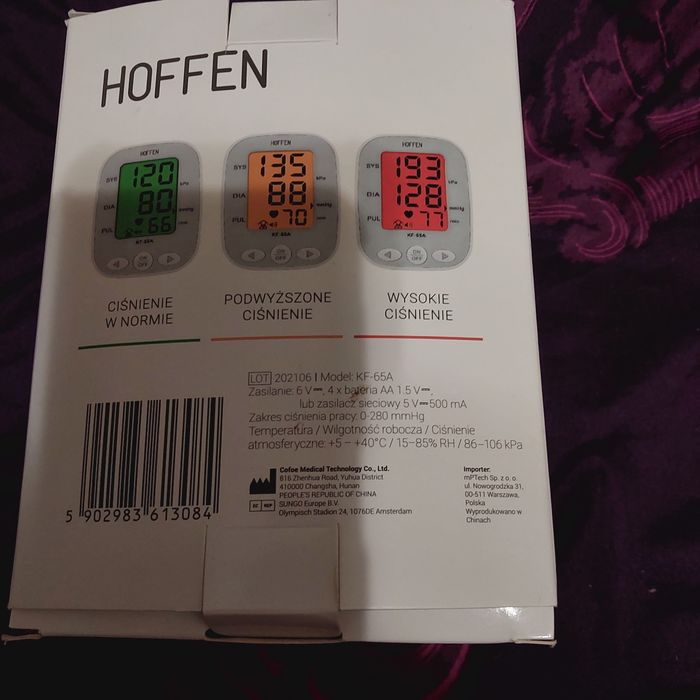 HOFFEN
HOFFEN
SYS 120 kPa
DIA 80 mmHg
PUL 66 /min
KF-65A
ON OFF
HOFFEN
SYS 135 kPa
DIA 88 mmHg
PUL 70 /min
KF-65A
ON OFF
HOFFEN
SYS 193 kPa
DIA 128 mmHg
PUL 77 /min
KF-65A
ON OFF
CIŚNIENIE
W NORMIE
PODWYŻSZONE
CIŚNIENIE
WYSOKIE
CIŚNIENIE
LOT 202106 | Model: KF-65A
Zasilanie: 6 V⎓, 4 x bateria AA 1.5 V⎓,
lub zasilacz sieciowy 5 V⎓500 mA
Zakres ciśnienia pracy: 0-280 mmHg
Temperatura / Wilgotność robocza / Ciśnienie
atmosferyczne: +5 – +40°C / 15–85% RH / 86–106 kPa
Cofoe Medical Technology Co., Ltd.
816 Zhenhua Road, Yuhua District
410000 Changsha, Hunan
PEOPLE'S REPUBLIC OF CHINA
EC REP
SUNGO Europe B.V.
Olympisch Stadion 24, 1076DE Amsterdam
Importer:
mPTech Sp. z o. o.
ul. Nowogrodzka 31,
00-511 Warszawa,
Polska
Wyprodukowano w
Chinach
5 902983 613084